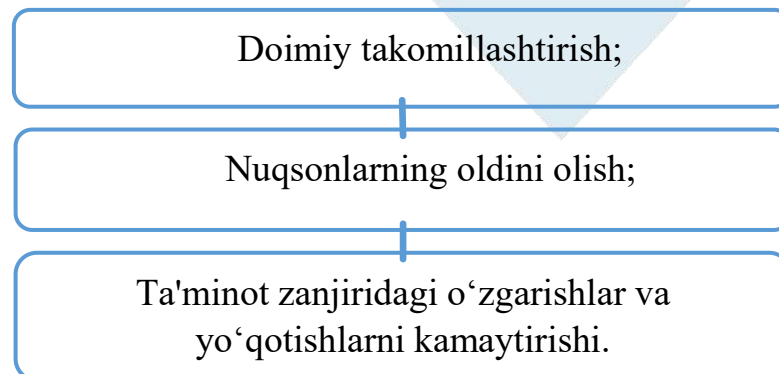 Doimiy takomillashtirish;
Nuqsonlarning oldini olish;
Ta'minot zanjiridagi o‘zgarishlar va
yo‘qotishlarni kamaytirishi.